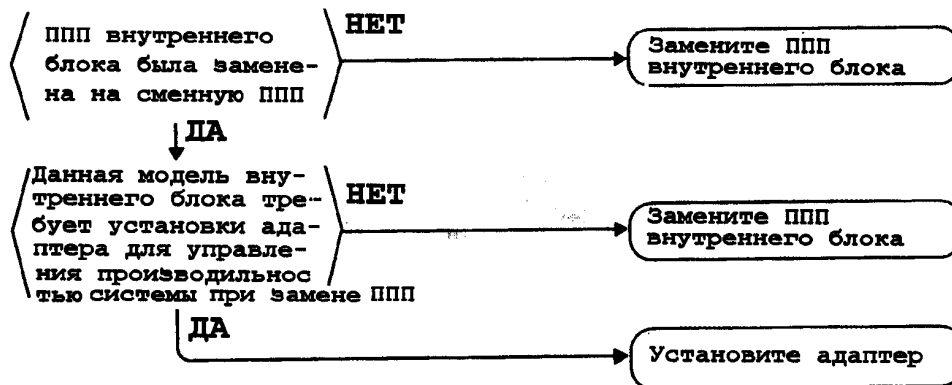 ППП внутреннего
блока была замене-
на на сменную ППП
НЕТ
Замените ППП
внутреннего блока
ДА
Данная модель вну-
треннего блока тре-
бует установки ада-
птера для управле-
ния производильнос
тью системы при замене ППП
НЕТ
Замените ППП
внутреннего блока
ДА
Установите адаптер